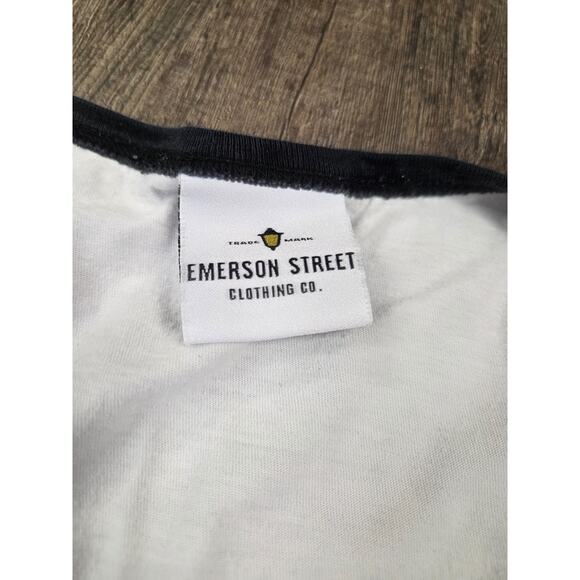 TRADE MARK
EMERSON STREET
CLOTHING CO.